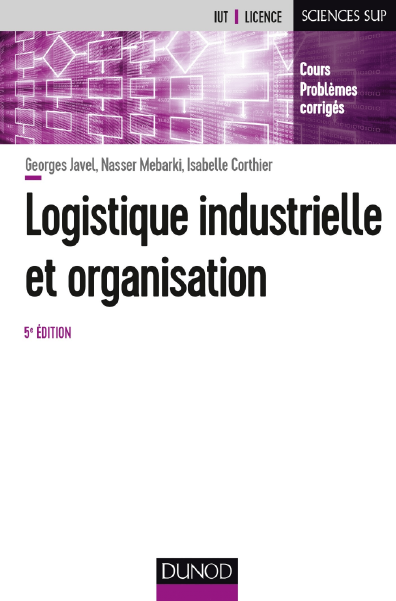 IUT | LICENCE SCIENCES SUP
Cours
Problèmes
corrigés
Georges Javel, Nasser Mebarki, Isabelle Corthier
Logistique industrielle
et organisation
5e ÉDITION
DUNOD